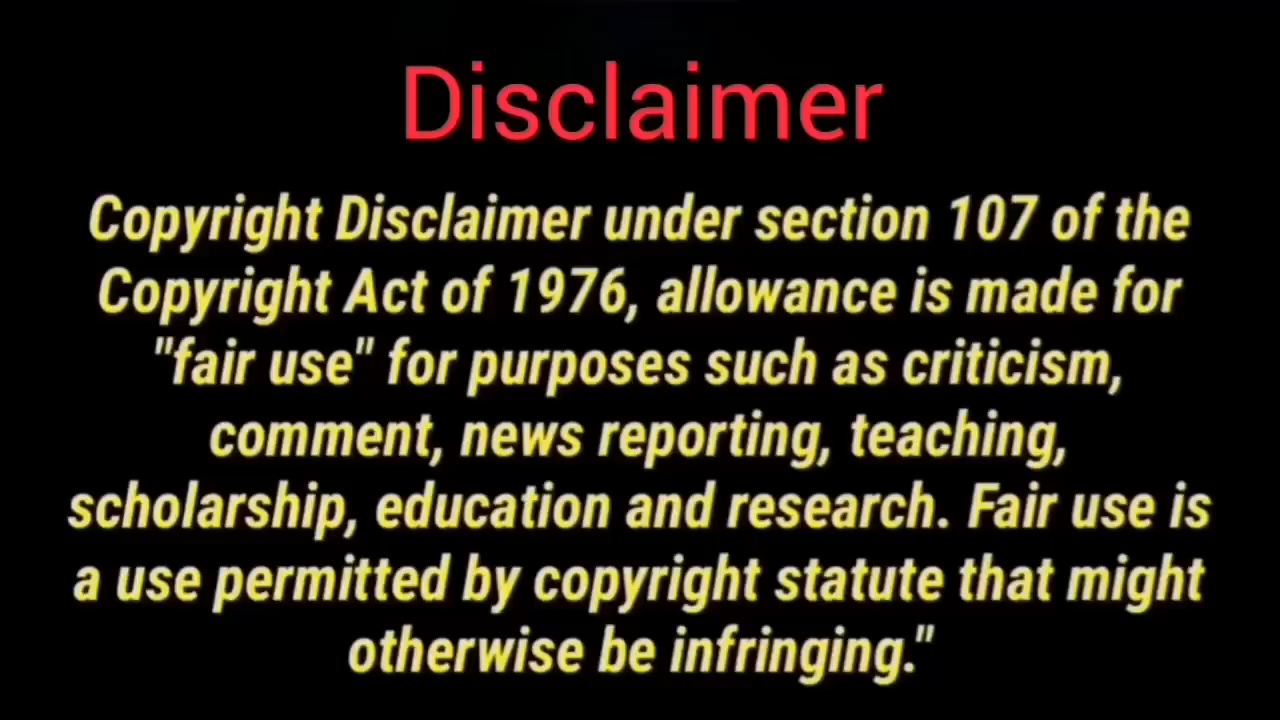 Disclaimer
Copyright Disclaimer under section 107 of the
Copyright Act of 1976, allowance is made for
"fair use" for purposes such as criticism,
comment, news reporting, teaching,
scholarship, education and research. Fair use is
a use permitted by copyright statute that might
otherwise be infringing."